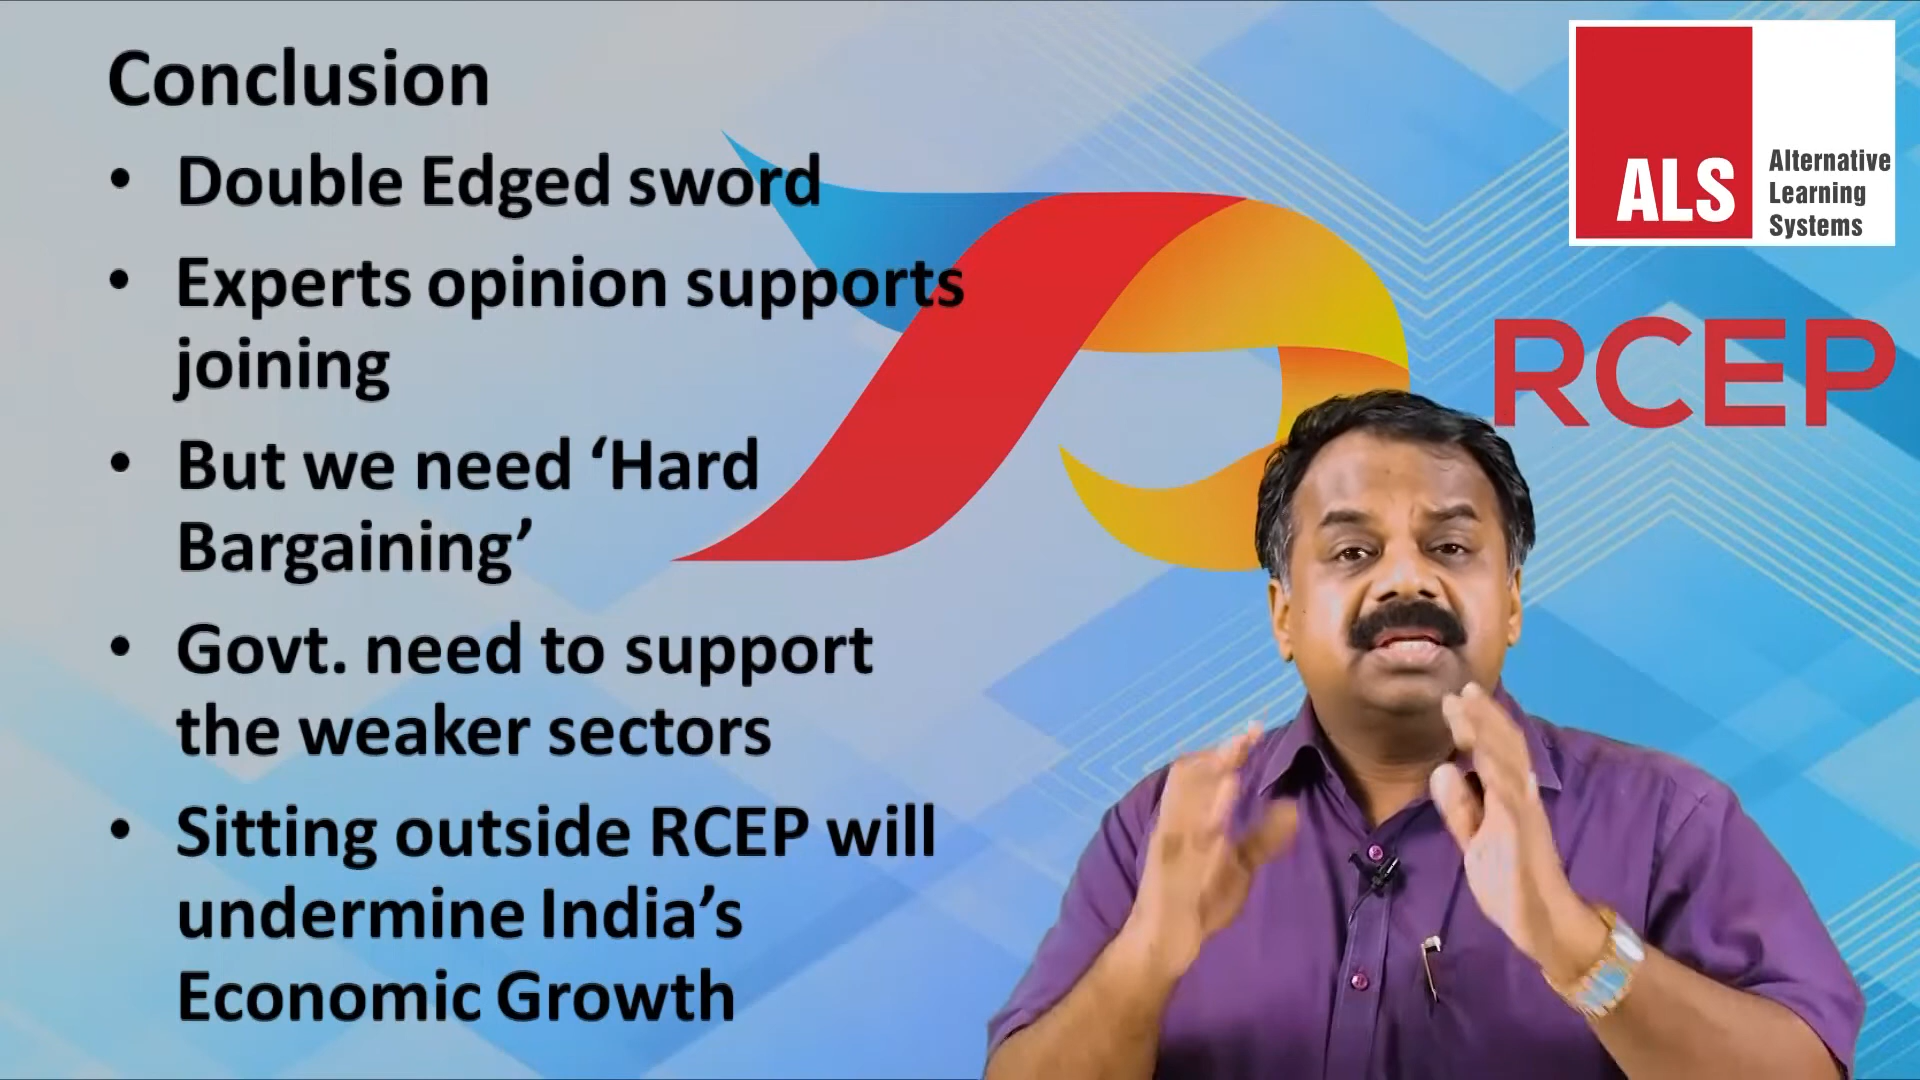 Conclusion
• Double Edged sword
• Experts opinion supports
joining
• But we need ‘Hard
Bargaining’
• Govt. need to support
the weaker sectors
• Sitting outside RCEP will
undermine India’s
Economic Growth
ALS
Alternative
Learning
Systems
RCEP